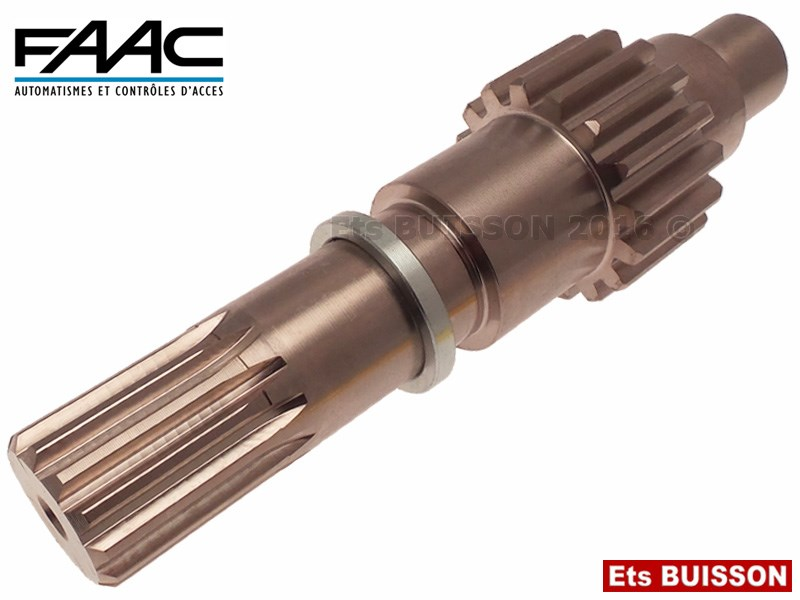 FAAC
AUTOMATISMES ET CONTRÔLES D'ACCES
Ets BUISSON 2016 ©
Ets BUISSON